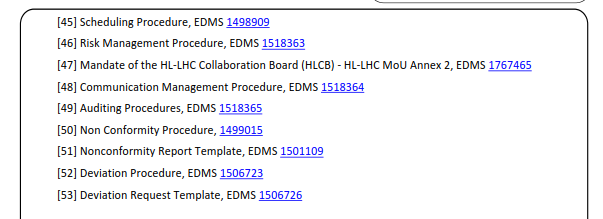 [45] Scheduling Procedure, EDMS 1498909
[46] Risk Management Procedure, EDMS 1518363
[47] Mandate of the HL-LHC Collaboration Board (HLCB) - HL-LHC MoU Annex 2, EDMS 1767465
[48] Communication Management Procedure, EDMS 1518364
[49] Auditing Procedures, EDMS 1518365
[50] Non Conformity Procedure, 1499015
[51] Nonconformity Report Template, EDMS 1501109
[52] Deviation Procedure, EDMS 1506723
[53] Deviation Request Template, EDMS 1506726